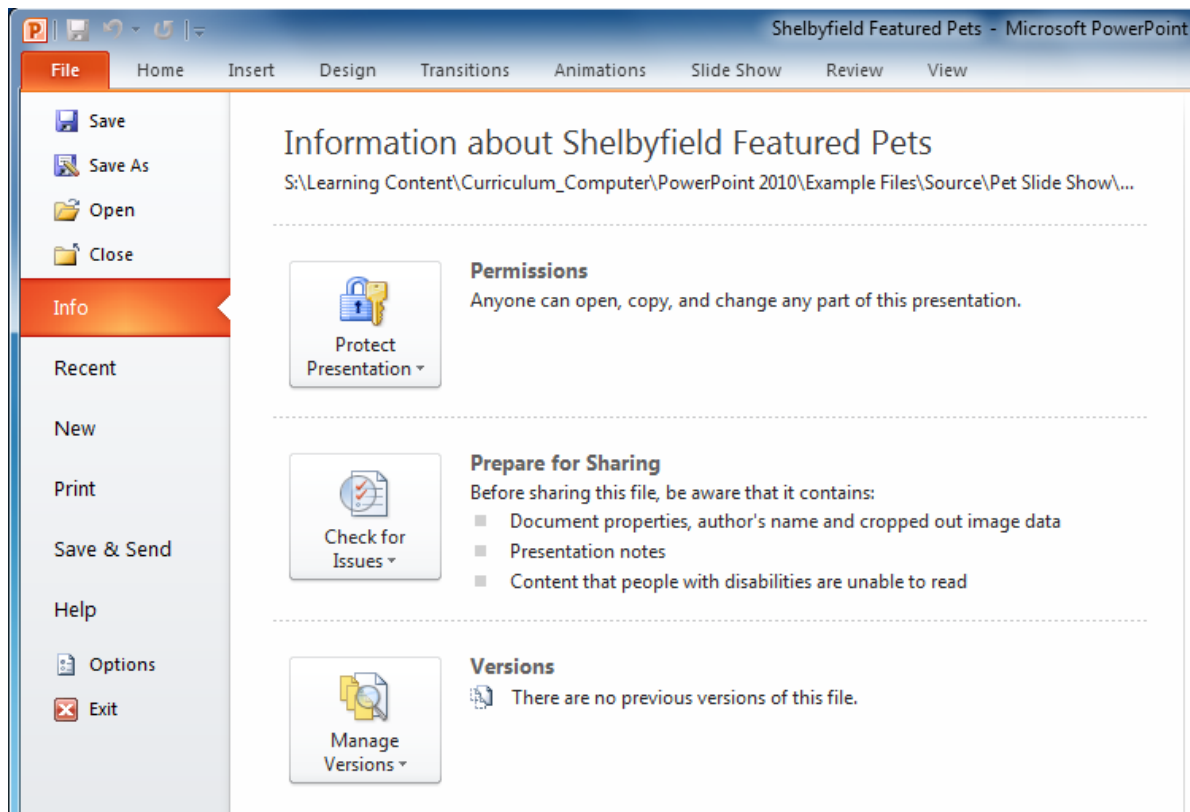 Shelbyfield Featured Pets - Microsoft PowerPoint
File Home Insert Design Transitions Animations Slide Show Review View
Save
Save As
Open
Close
Info
Recent
New
Print
Save & Send
Help
Options
Exit
Information about Shelbyfield Featured Pets
S:\Learning Content\Curriculum_Computer\PowerPoint 2010\Example Files\Source\Pet Slide Show\...
Protect
Presentation
Permissions
Anyone can open, copy, and change any part of this presentation.
Check for
Issues
Prepare for Sharing
Before sharing this file, be aware that it contains:
Document properties, author's name and cropped out image data
Presentation notes
Content that people with disabilities are unable to read
Manage
Versions
Versions
There are no previous versions of this file.